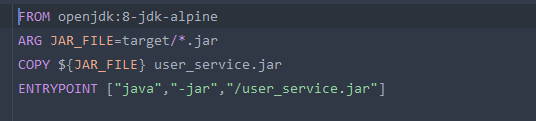 FROM openjdk:8-jdk-alpine
ARG JAR_FILE=target/*.jar
COPY ${JAR_FILE} user_service.jar
ENTRYPOINT ["java","-jar","/user_service.jar"]